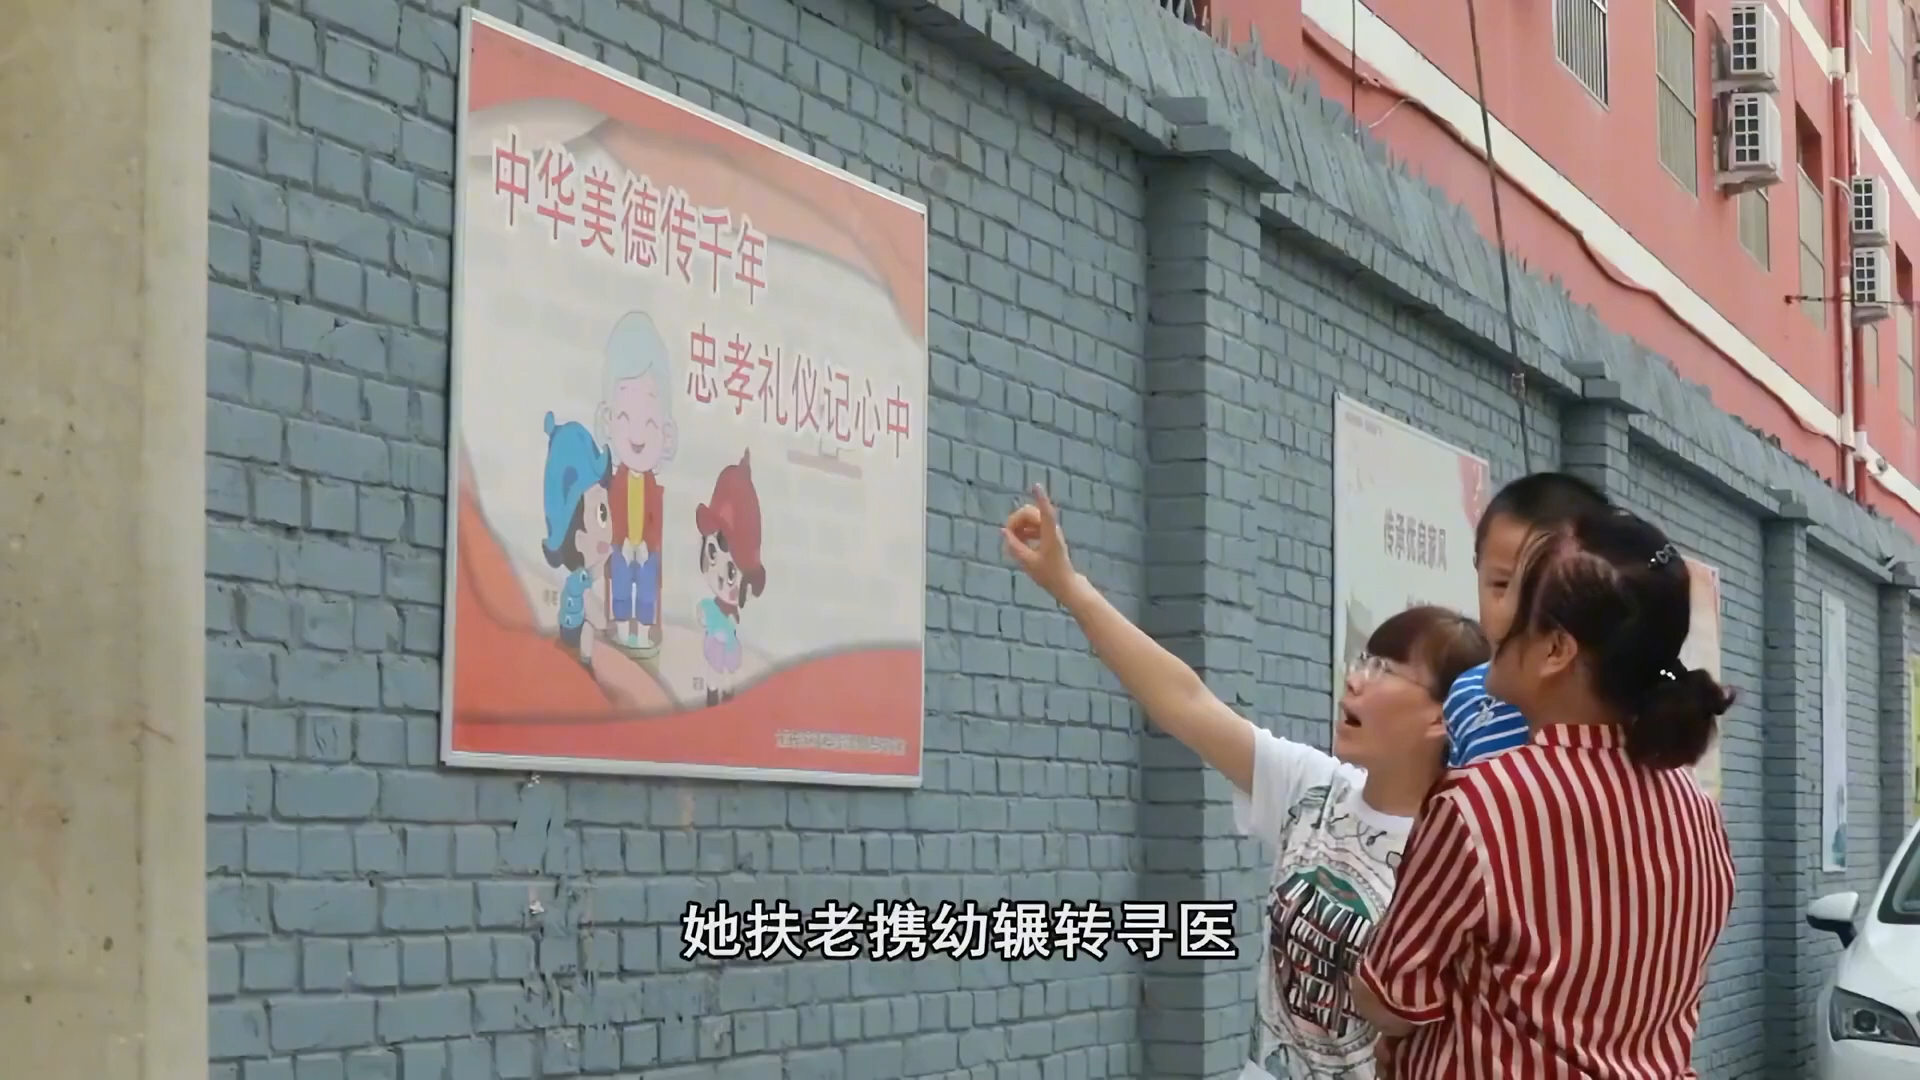 中华美德传千年
忠孝礼仪记心中
传承优良家风
她扶老携幼辗转寻医